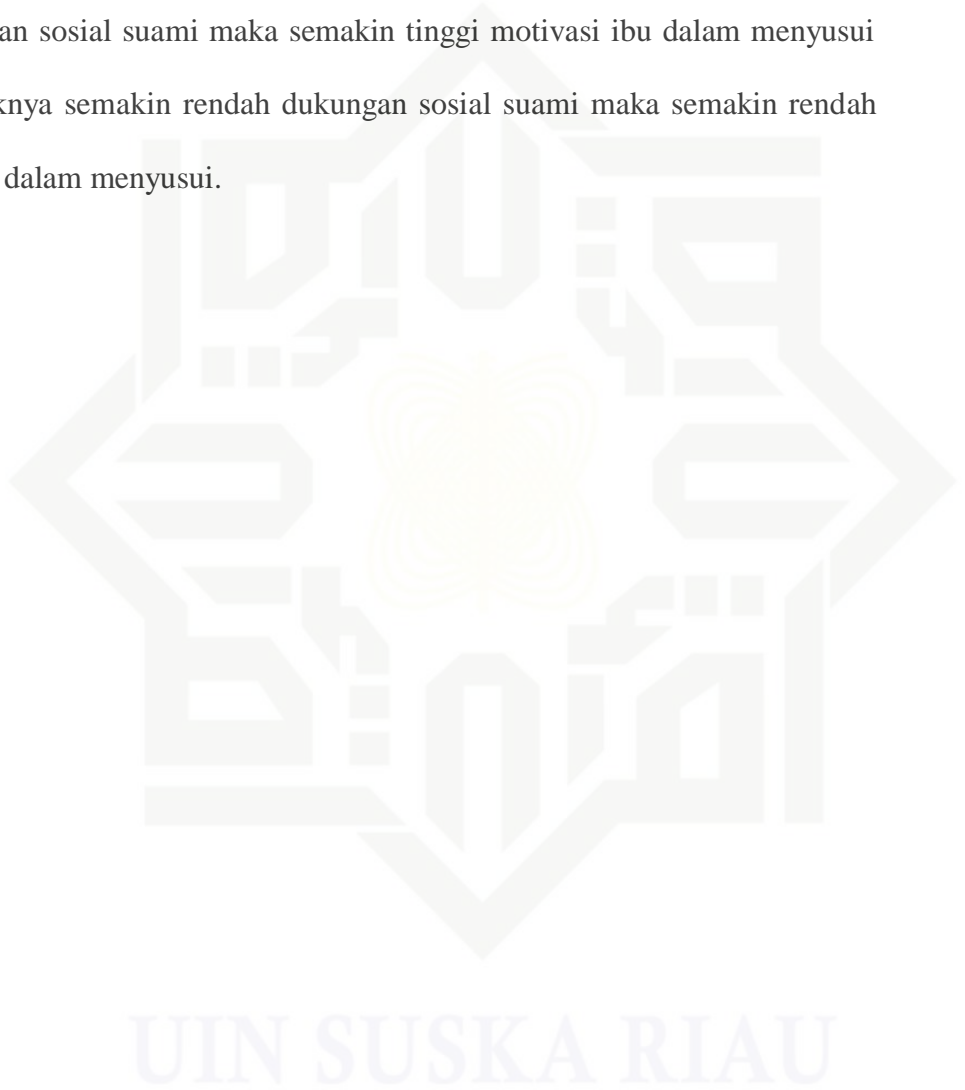 an sosial suami maka semakin tinggi motivasi ibu dalam menyusui
knya semakin rendah dukungan sosial suami maka semakin rendah
dalam menyusui.
UIN SUSKA RIAU